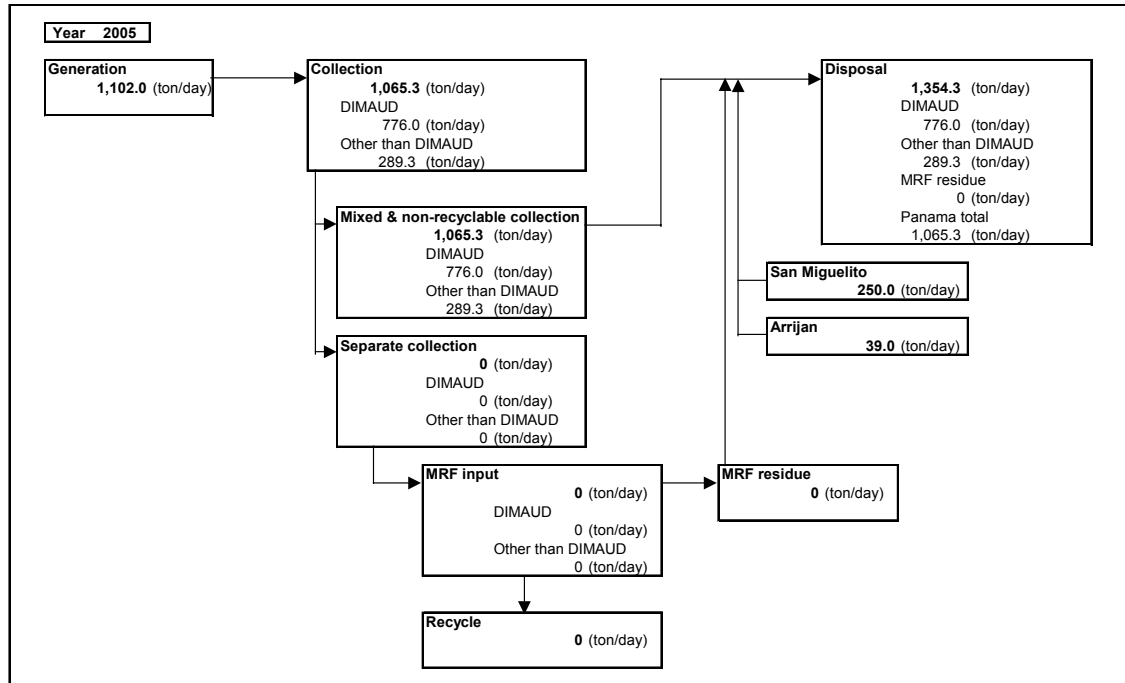 Year 2005
Generation
1,102.0 (ton/day)
Collection
1,065.3 (ton/day)
DIMAUD
776.0 (ton/day)
Other than DIMAUD
289.3 (ton/day)
Mixed & non-recyclable collection
1,065.3 (ton/day)
DIMAUD
776.0 (ton/day)
Other than DIMAUD
289.3 (ton/day)
Separate collection
0 (ton/day)
DIMAUD
0 (ton/day)
Other than DIMAUD
0 (ton/day)
MRF input
0 (ton/day)
DIMAUD
0 (ton/day)
Other than DIMAUD
0 (ton/day)
Recycle
0 (ton/day)
MRF residue
0 (ton/day)
Disposal
1,354.3 (ton/day)
DIMAUD
776.0 (ton/day)
Other than DIMAUD
289.3 (ton/day)
MRF residue
0 (ton/day)
Panama total
1,065.3 (ton/day)
San Miguelito
250.0 (ton/day)
Arrijan
39.0 (ton/day)